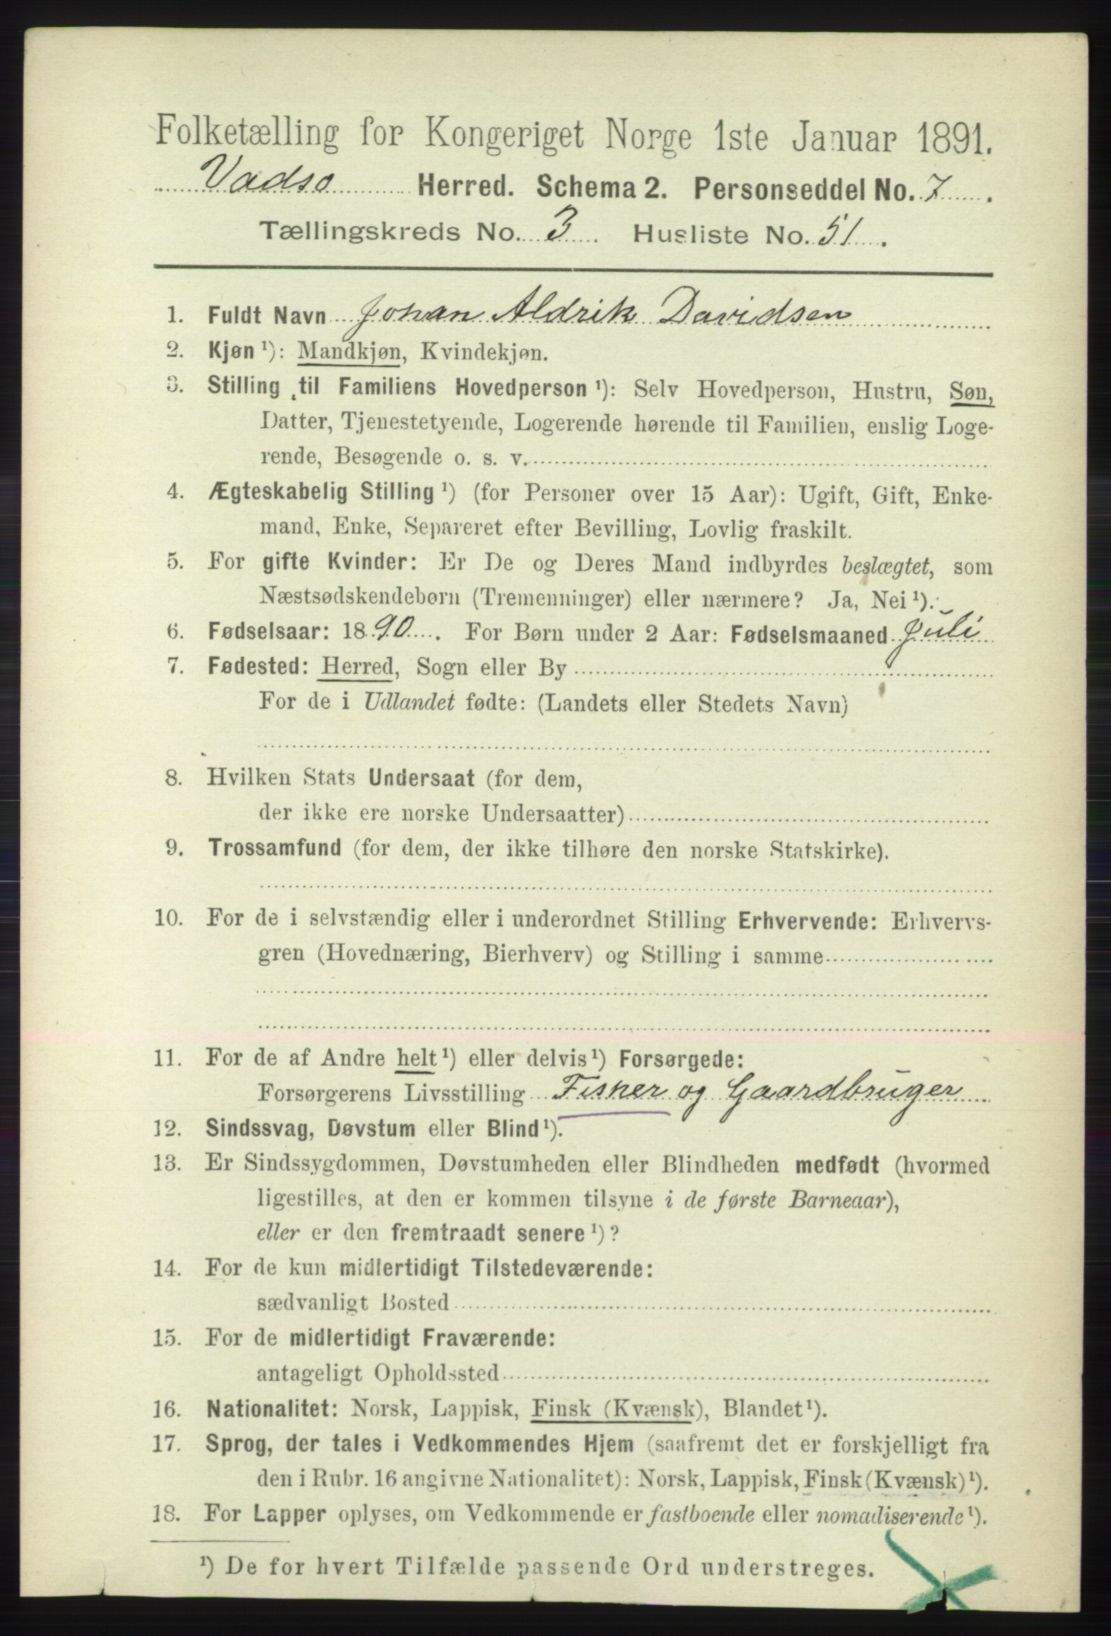 Folketælling for Kongeriget Norge 1ste Januar 1891.
Vadsø Herred. Schema 2. Personseddel No. 7.
Tællingskreds No. 3. Husliste No. 51.
1. Fuldt Navn Johan Aldrik Davidsen
2. Kjøn ¹): Mandkjøn, Kvindekjøn.
3. Stilling til Familiens Hovedperson ¹): Selv Hovedperson, Hustru, Søn,
Datter, Tjenestetyende, Logerende hørende til Familien, enslig Loge-
rende, Besøgende o. s. v.
4. Ægteskabelig Stilling ¹) (for Personer over 15 Aar): Ugift, Gift, Enke-
mand, Enke, Separeret efter Bevilling, Lovlig fraskilt.
5. For gifte Kvinder: Er De og Deres Mand indbyrdes beslægtet, som
Næstsødskendebørn (Tremenninger) eller nærmere? Ja, Nei ¹).
6. Fødselsaar: 1890. For Børn under 2 Aar: Fødselsmaaned Juli
7. Fødested: Herred, Sogn eller By
For de i Udlandet fødte: (Landets eller Stedets Navn)
8. Hvilken Stats Undersaat (for dem,
der ikke ere norske Undersaatter)
9. Trossamfund (for dem, der ikke tilhøre den norske Statskirke).
10. For de i selvstændig eller i underordnet Stilling Erhvervende: Erhvervs-
gren (Hovednæring, Bierhverv) og Stilling i samme
11. For de af Andre helt ¹) eller delvis ¹) Forsørgede:
Forsørgerens Livsstilling Fisker og Gaardbruger
12. Sindssvag, Døvstum eller Blind ¹).
13. Er Sindssygdommen, Døvstumheden eller Blindheden medfødt (hvormed
ligestilles, at den er kommen tilsyne i de første Barneaar),
eller er den fremtraadt senere ¹)?
14. For de kun midlertidigt Tilstedeværende:
sædvanligt Bosted
15. For de midlertidigt Fraværende:
antageligt Opholdssted
16. Nationalitet: Norsk, Lappisk, Finsk (Kvænsk), Blandet ¹).
17. Sprog, der tales i Vedkommendes Hjem (saafremt det er forskjelligt fra
den i Rubr. 16 angivne Nationalitet): Norsk, Lappisk, Finsk (Kvænsk) ¹).
18. For Lapper oplyses, om Vedkommende er fastboende eller nomadiserende ¹).
¹) De for hvert Tilfælde passende Ord understreges.